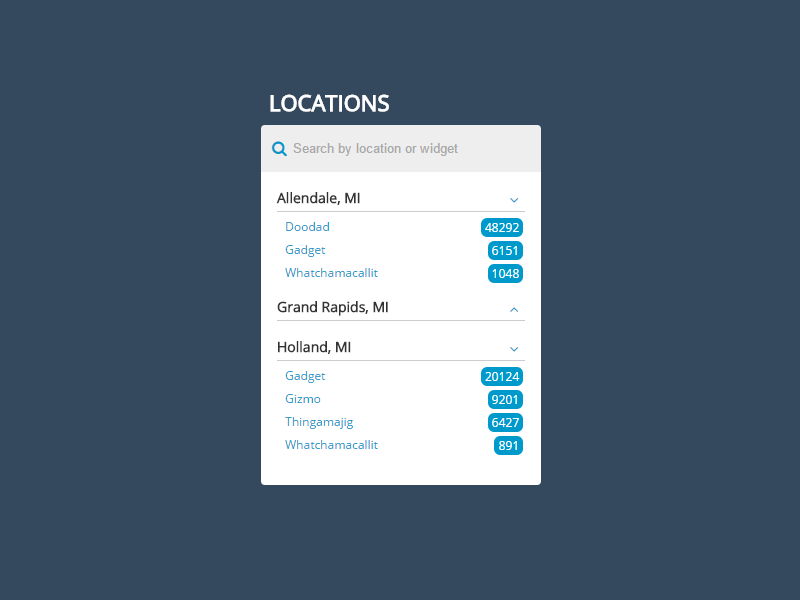 LOCATIONS
Search by location or widget
Allendale, MI
Doodad 48292
Gadget 6151
Whatchamacallit 1048
Grand Rapids, MI
Holland, MI
Gadget 20124
Gizmo 9201
Thingamajig 6427
Whatchamacallit 891